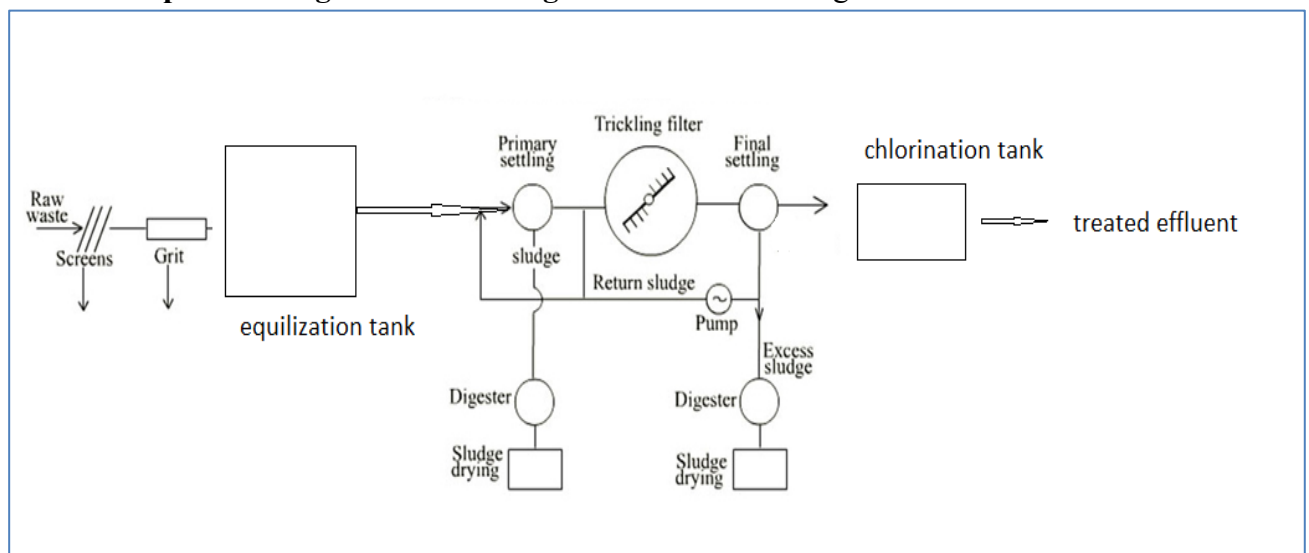 Trickling filter
Primary
settling
Final
settling
chlorination tank
Raw
waste
treated effluent
Screens
Grit
sludge
Return sludge
equilization tank
Pump
Excess
sludge
Digester
Digester
Sludge
drying
Sludge
drying